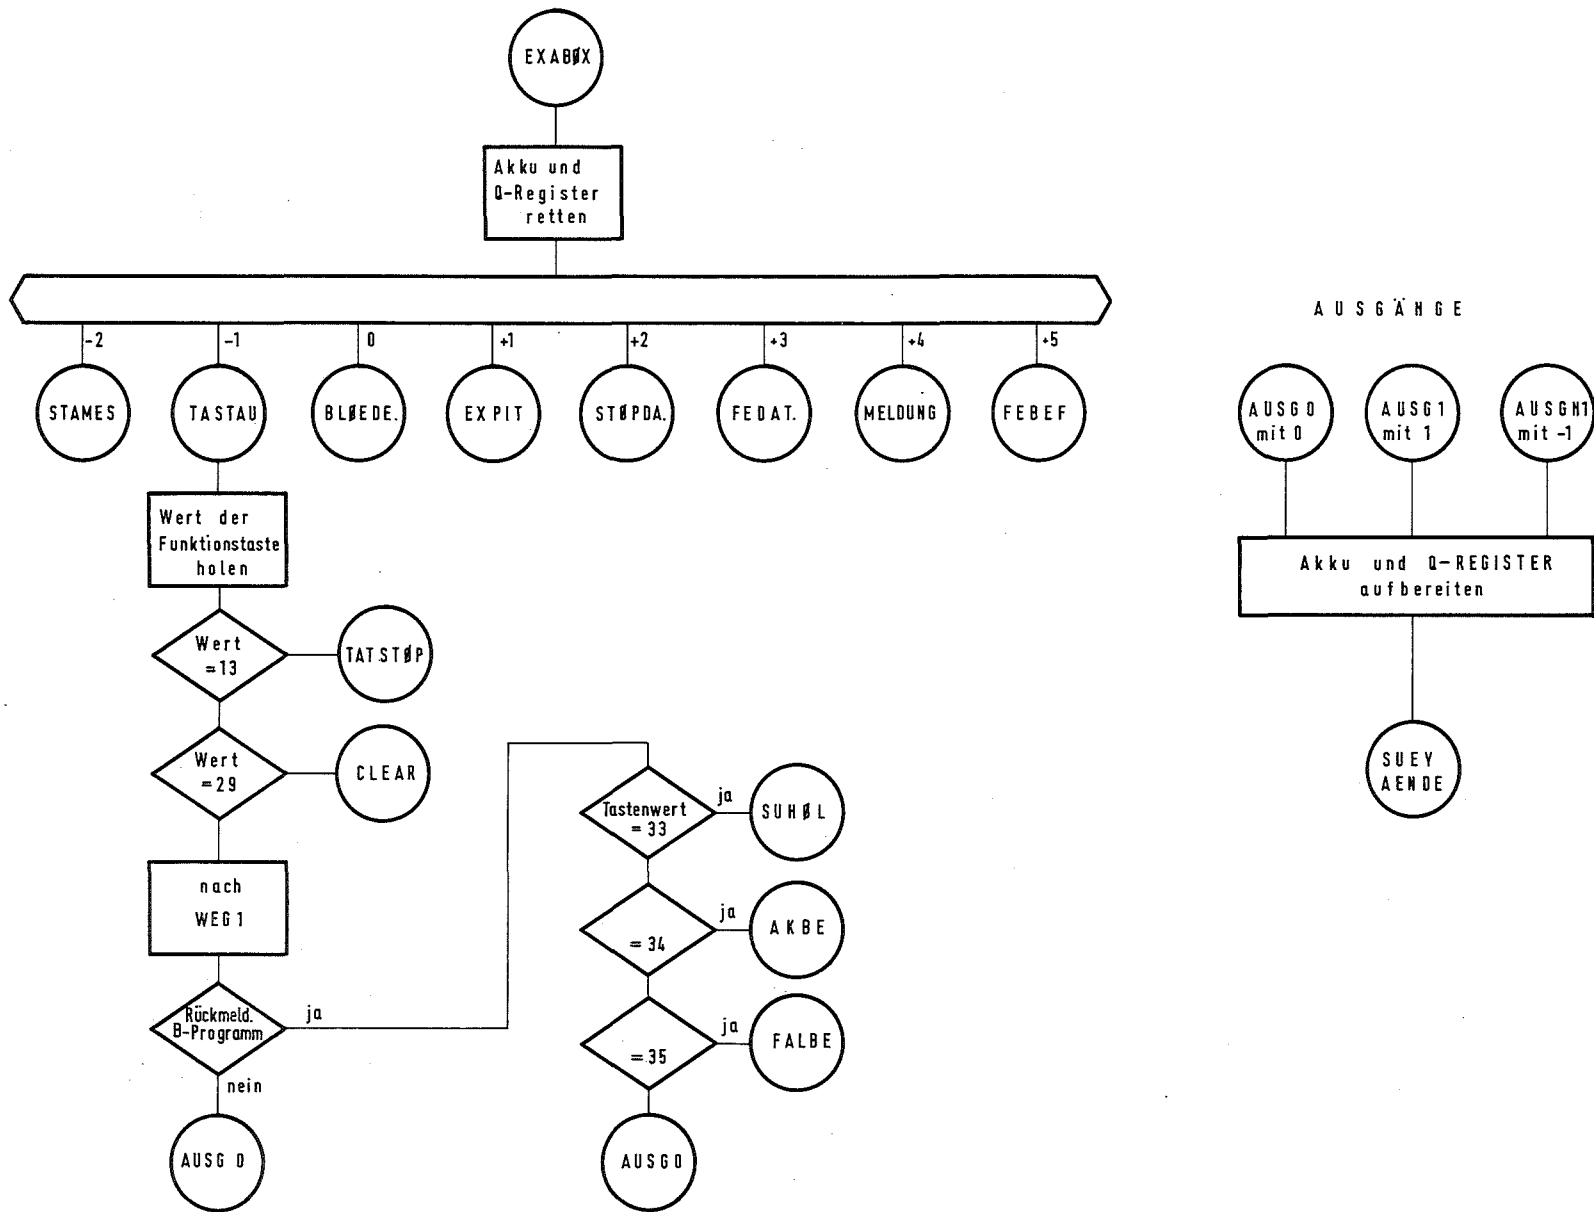 EXABØX
Akku und
Q-Register
retten
-2
-1
0
+1
+2
+3
+4
+5
STAMES
TASTAU
BLØEDE.
EXPIT
STØPDA.
FEDAT.
MELDUNG
FEBEF
AUSGÄNGE
AUSG0
mit 0
AUSG1
mit 1
AUSGM1
mit -1
Akku und Q-REGISTER
aufbereiten
SUEY
AENDE
Wert der
Funktionstaste
holen
Wert
=13
TATSTØP
Wert
=29
CLEAR
nach
WEG1
Rückmeld.
B-Programm
ja
nein
AUSG 0
Tastenwert
= 33
ja
SUHØL
= 34
ja
AKBE
=35
ja
FALBE
AUSG0